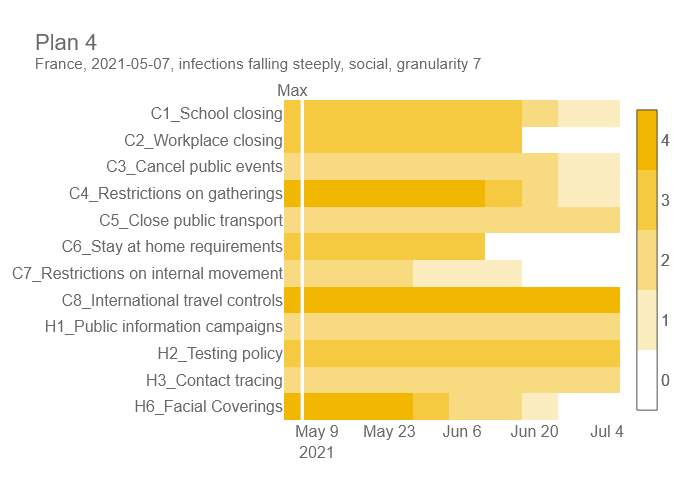 Plan 4
France, 2021-05-07, infections falling steeply, social, granularity 7
Max
C1_School closing
C2_Workplace closing
C3_Cancel public events
C4_Restrictions on gatherings
C5_Close public transport
C6_Stay at home requirements
C7_Restrictions on internal movement
C8_International travel controls
H1_Public information campaigns
H2_Testing policy
H3_Contact tracing
H6_Facial Coverings
May 9 May 23 Jun 6 Jun 20 Jul 4
2021
4
3
2
1
0